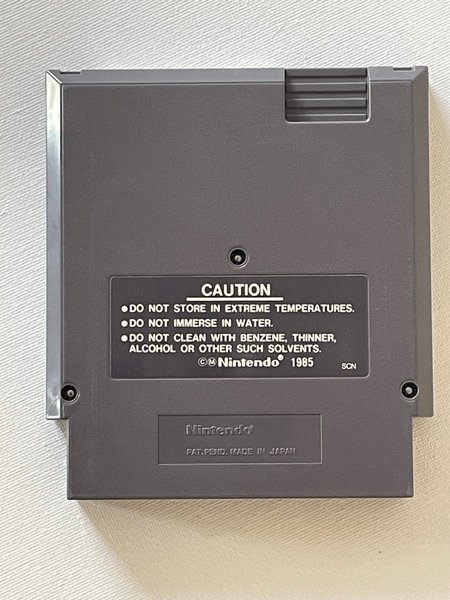 CAUTION
●DO NOT STORE IN EXTREME TEMPERATURES.
●DO NOT IMMERSE IN WATER.
●DO NOT CLEAN WITH BENZENE, THINNER,
ALCOHOL OR OTHER SUCH SOLVENTS.
©Ⓜ Nintendo® 1985
SCN
Nintendo®
PAT.PEND. MADE IN JAPAN